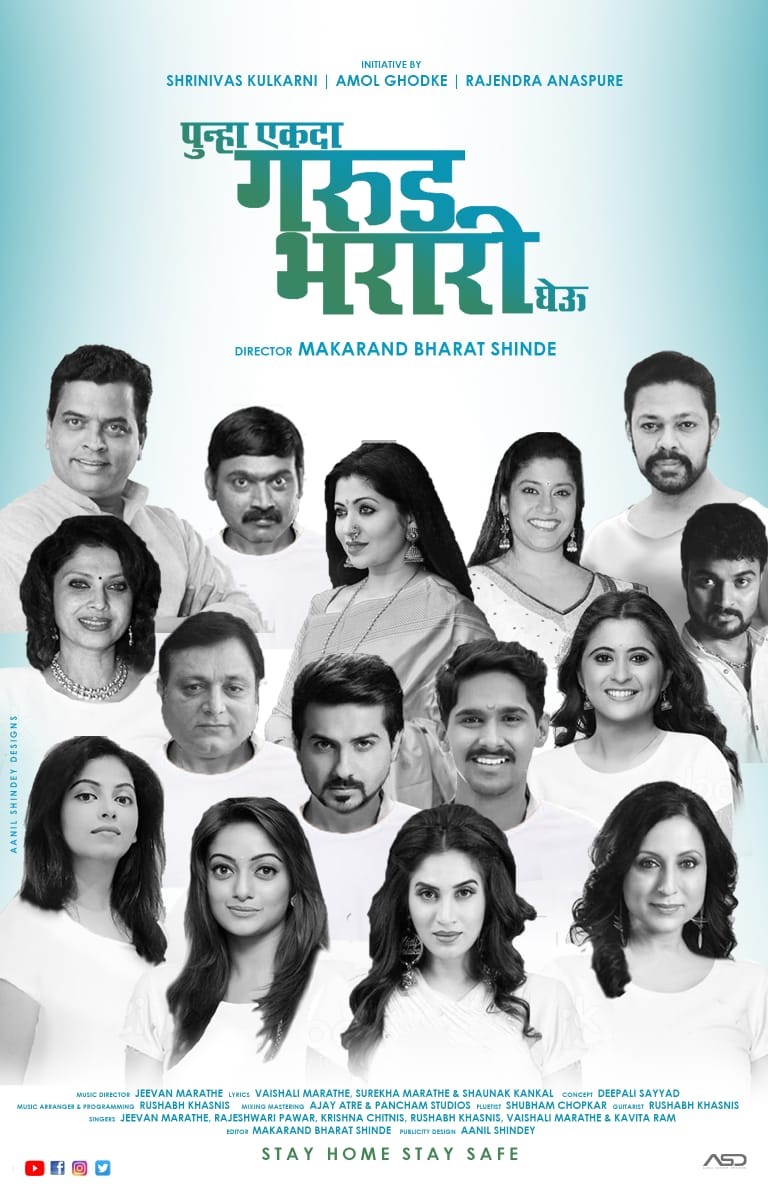 INITIATIVE BY
SHRINIVAS KULKARNI | AMOL GHODKE | RAJENDRA ANASPURE
पुन्हा एकदा
गरुड
भरारी
घेऊ
DIRECTOR MAKARAND BHARAT SHINDE
AANIL SHINDEY DESIGNS
MUSIC DIRECTOR JEEVAN MARATHE LYRICS VAISHALI MARATHE, SUREKHA MARATHE & SHAUNAK KANKAL CONCEPT DEEPALI SAYYAD
MUSIC ARRANGER & PROGRAMMING RUSHABH KHASNIS MIXING MASTERING AJAY ATRE & PANCHAM STUDIOS FLUETIST SHUBHAM CHOPKAR GUITARIST RUSHABH KHASNIS
SINGERS JEEVAN MARATHE, RAJESHWARI PAWAR, KRISHNA CHITNIS, RUSHABH KHASNIS, VAISHALI MARATHE & KAVITA RAM
EDITOR MAKARAND BHARAT SHINDE PUBLICITY DESIGN AANIL SHINDEY
STAY HOME STAY SAFE
ASD